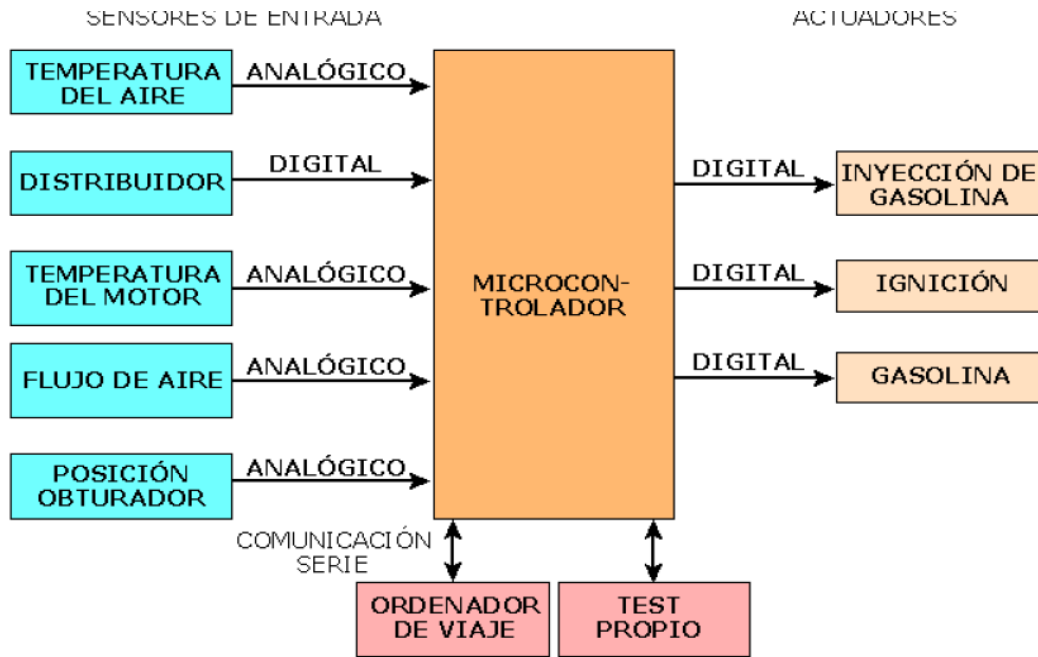 SENSORES DE ENTRADA
ACTUADORES
TEMPERATURA
DEL AIRE
ANALÓGICO
DISTRIBUIDOR
DIGITAL
TEMPERATURA
DEL MOTOR
ANALÓGICO
FLUJO DE AIRE
ANALÓGICO
POSICIÓN
OBTURADOR
ANALÓGICO
MICROCON-
TROLADOR
DIGITAL
INYECCIÓN DE
GASOLINA
DIGITAL
IGNICIÓN
DIGITAL
GASOLINA
COMUNICACIÓN
SERIE
ORDENADOR
DE VIAJE
TEST
PROPIO